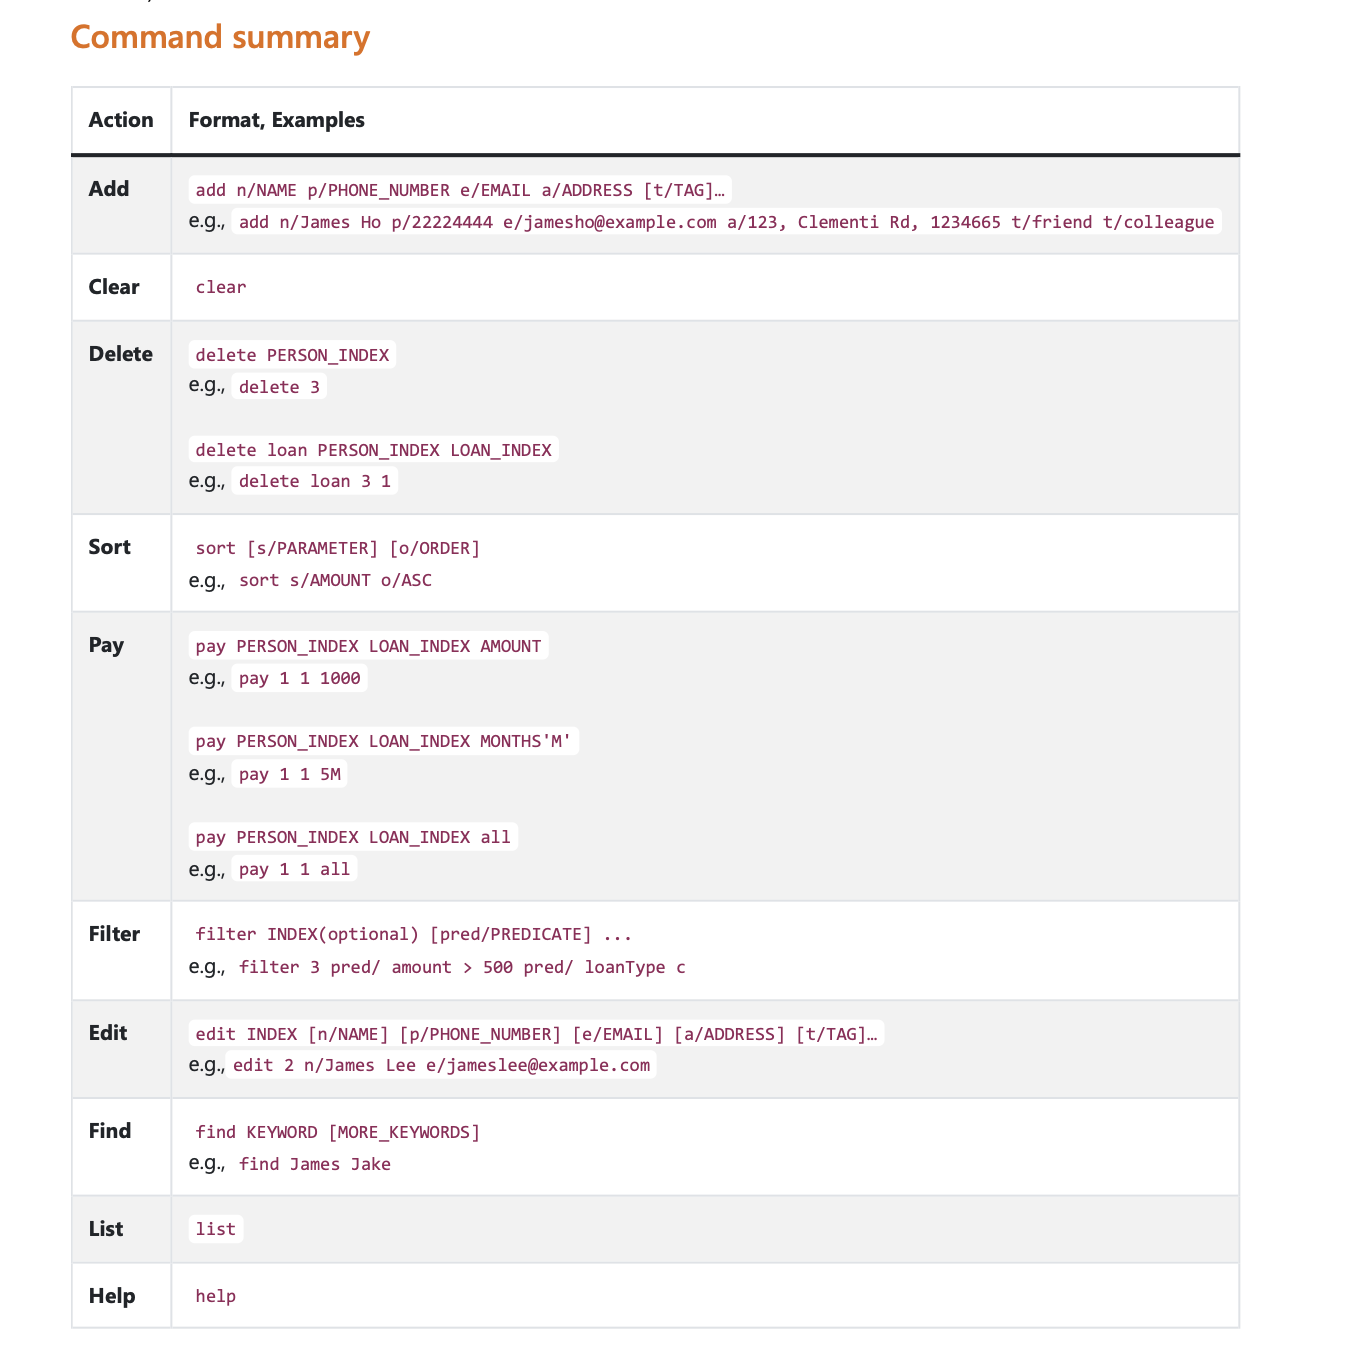 Command summary
Action Format, Examples
Add
add n/NAME p/PHONE_NUMBER e/EMAIL a/ADDRESS [t/TAG]…
e.g., add n/James Ho p/22224444 e/jamesho@example.com a/123, Clementi Rd, 1234665 t/friend t/colleague
Clear
clear
Delete
delete PERSON_INDEX
e.g., delete 3
delete loan PERSON_INDEX LOAN_INDEX
e.g., delete loan 3 1
Sort
sort [s/PARAMETER] [o/ORDER]
e.g., sort s/AMOUNT o/ASC
Pay
pay PERSON_INDEX LOAN_INDEX AMOUNT
e.g., pay 1 1 1000
pay PERSON_INDEX LOAN_INDEX MONTHS'M'
e.g., pay 1 1 5M
pay PERSON_INDEX LOAN_INDEX all
e.g., pay 1 1 all
Filter
filter INDEX(optional) [pred/PREDICATE] ...
e.g., filter 3 pred/ amount > 500 pred/ loanType c
Edit
edit INDEX [n/NAME] [p/PHONE_NUMBER] [e/EMAIL] [a/ADDRESS] [t/TAG]…
e.g., edit 2 n/James Lee e/jameslee@example.com
Find
find KEYWORD [MORE_KEYWORDS]
e.g., find James Jake
List
list
Help
help